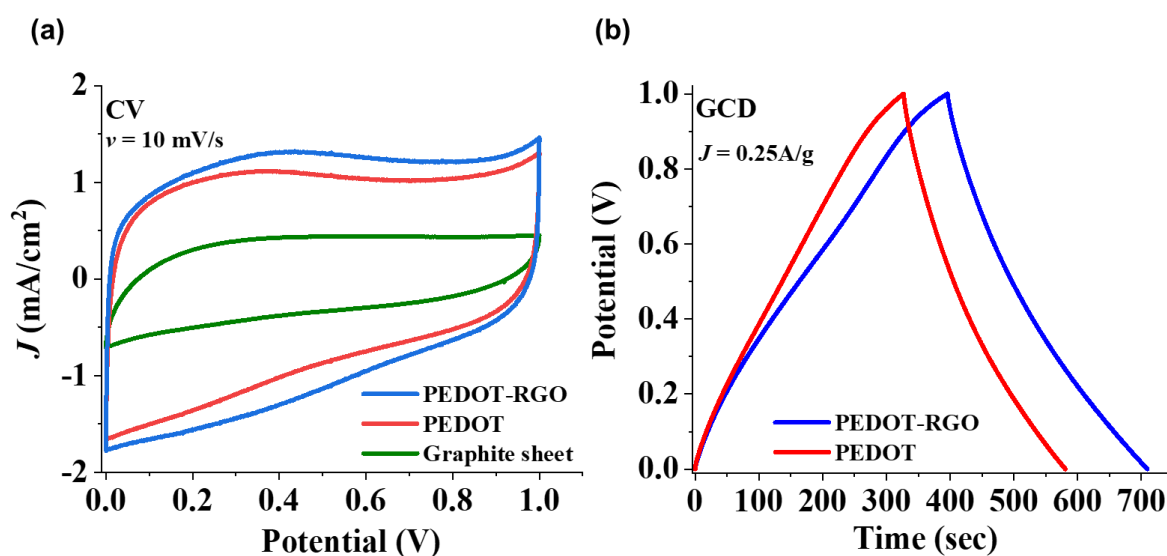 (a)
CV
v = 10 mV/s
2
1
0
-1
-2
J (mA/cm²)
PEDOT-RGO
PEDOT
Graphite sheet
0.0 0.2 0.4 0.6 0.8 1.0
Potential (V)
(b)
GCD
J = 0.25A/g
1.0
0.8
0.6
0.4
0.2
0.0
Potential (V)
PEDOT-RGO
PEDOT
0 100 200 300 400 500 600 700
Time (sec)